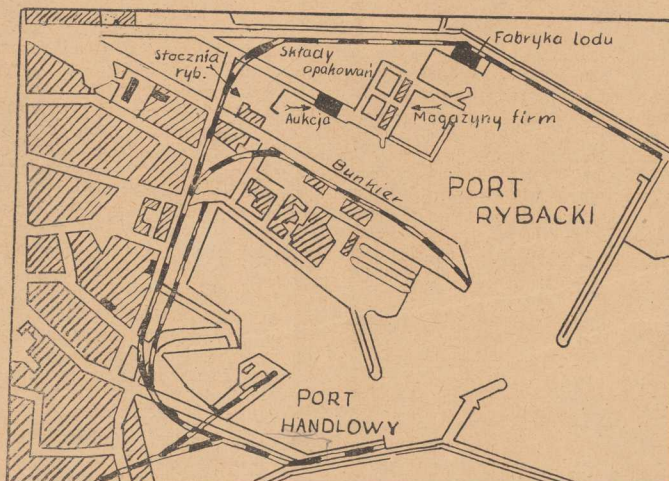 Fabryka lodu
Składy
opakowań
Stocznia
ryb.
Aukcja
Magazyny firm
Bunkier
PORT
RYBACKI
PORT
HANDLOWY